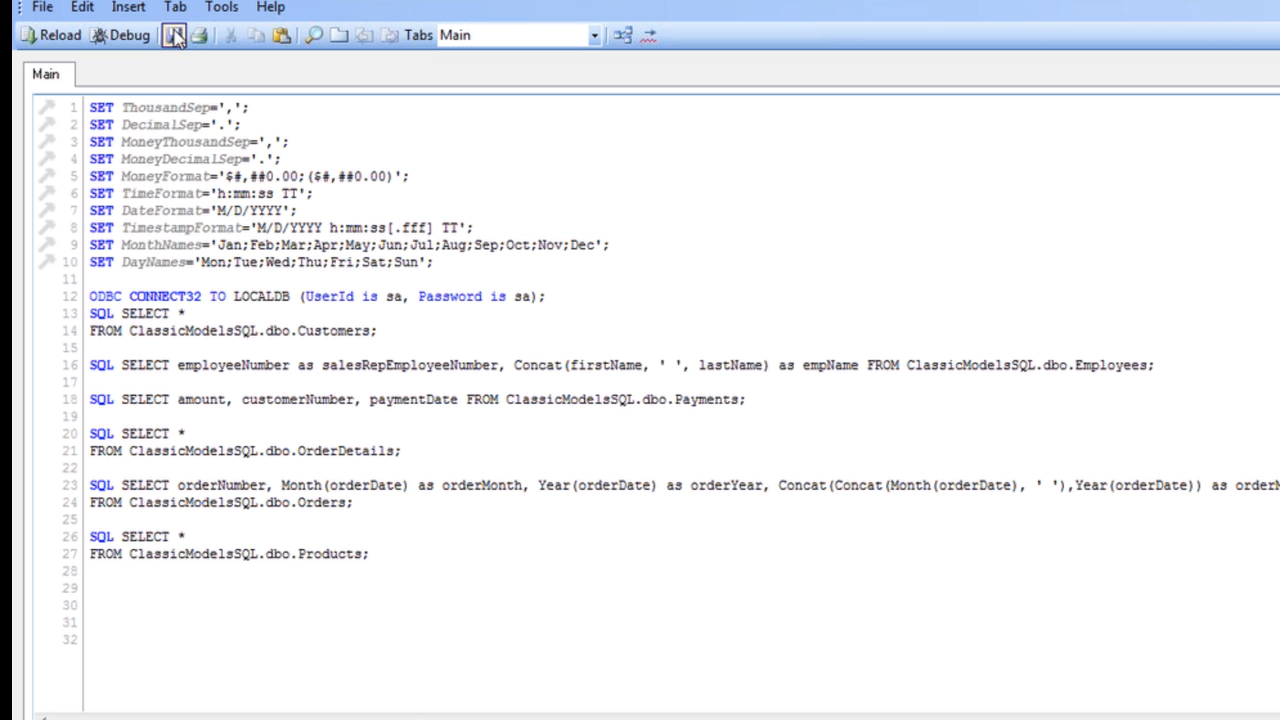 File Edit Insert Tab Tools Help
Reload Debug Tabs Main
Main
1 SET ThousandSep=',';
2 SET DecimalSep='.';
3 SET MoneyThousandSep=',';
4 SET MoneyDecimalSep='.';
5 SET MoneyFormat='$#,##0.00;($#,##0.00)';
6 SET TimeFormat='h:mm:ss TT';
7 SET DateFormat='M/D/YYYY';
8 SET TimestampFormat='M/D/YYYY h:mm:ss[.fff] TT';
9 SET MonthNames='Jan;Feb;Mar;Apr;May;Jun;Jul;Aug;Sep;Oct;Nov;Dec';
10 SET DayNames='Mon;Tue;Wed;Thu;Fri;Sat;Sun';
11
12 ODBC CONNECT32 TO LOCALDB (UserId is sa, Password is sa);
13 SQL SELECT *
14 FROM ClassicModelsSQL.dbo.Customers;
15
16 SQL SELECT employeeNumber as salesRepEmployeeNumber, Concat(firstName, ' ', lastName) as empName FROM ClassicModelsSQL.dbo.Employees;
17
18 SQL SELECT amount, customerNumber, paymentDate FROM ClassicModelsSQL.dbo.Payments;
19
20 SQL SELECT *
21 FROM ClassicModelsSQL.dbo.OrderDetails;
22
23 SQL SELECT orderNumber, Month(orderDate) as orderMonth, Year(orderDate) as orderYear, Concat(Concat(Month(orderDate), ' '),Year(orderDate)) as orderM
24 FROM ClassicModelsSQL.dbo.Orders;
25
26 SQL SELECT *
27 FROM ClassicModelsSQL.dbo.Products;
28
29
30
31
32